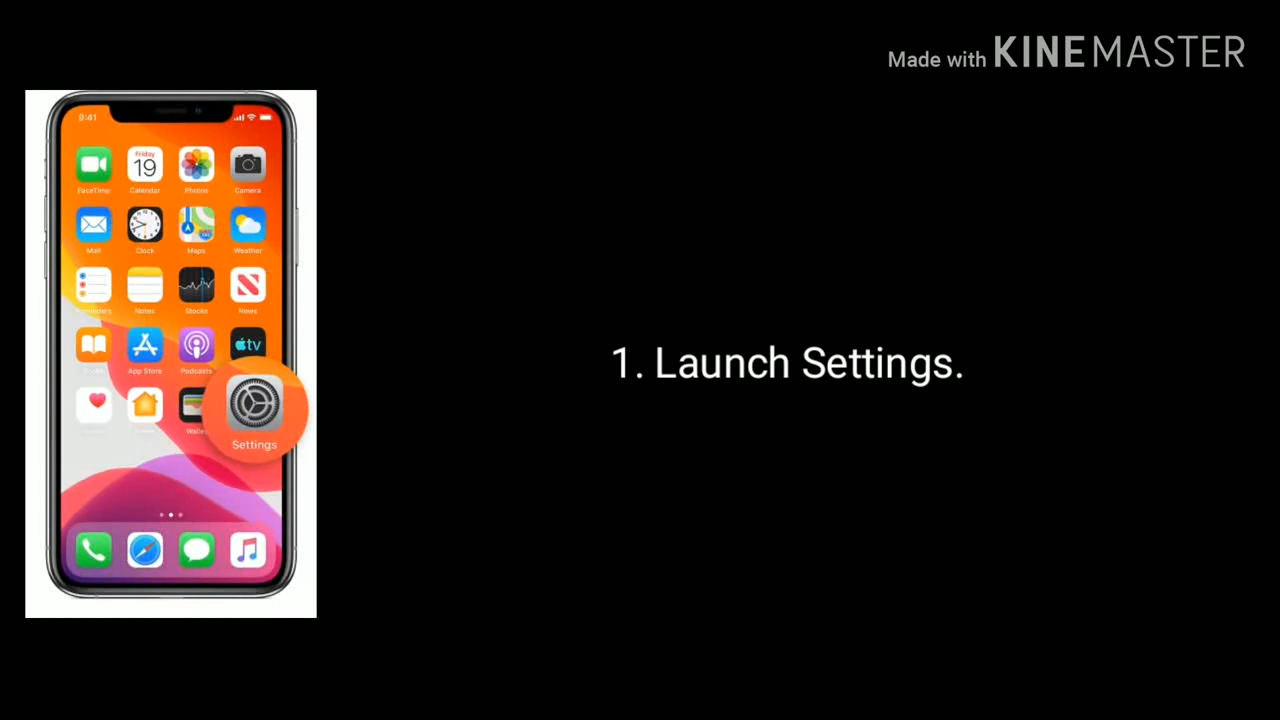 Made with KINEMASTER
9:41
FaceTime
Friday
19
Calendar
Photos
Camera
Mail
Clock
Maps
Weather
Reminders
Notes
Stocks
News
App Store
Podcasts
tv
Settings
1. Launch Settings.